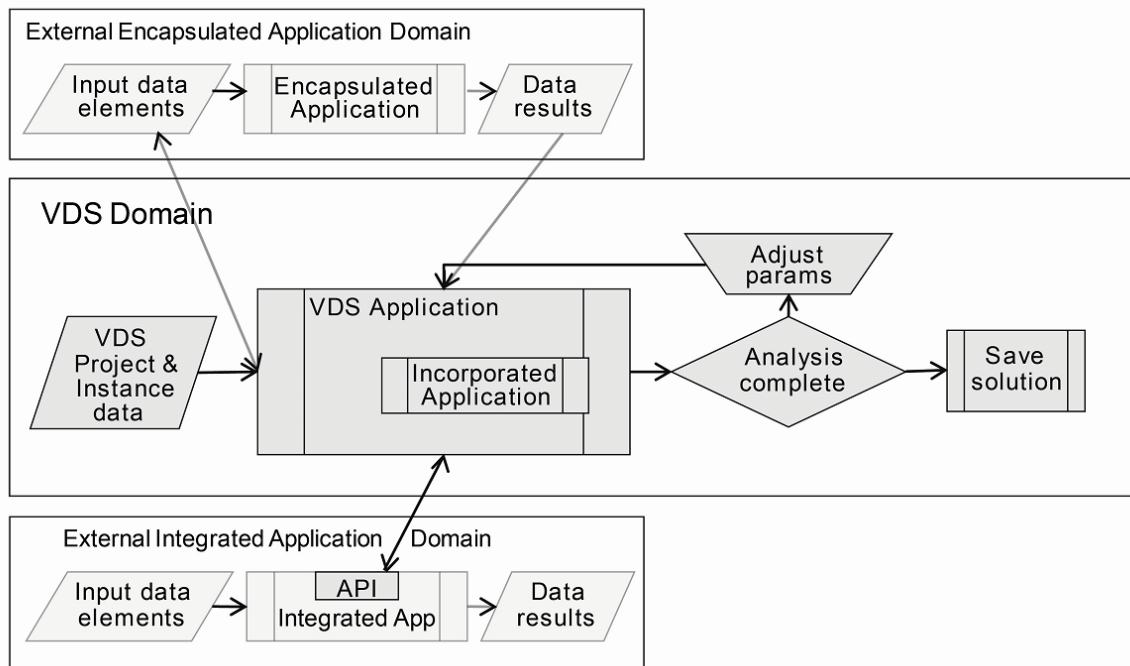 External Encapsulated Application Domain
Input data
elements
Encapsulated
Application
Data
results
VDS Domain
Adjust
params
VDS Application
VDS
Project &
Instance
data
Incorporated
Application
Analysis
complete
Save
solution
External Integrated Application Domain
Input data
elements
API
Integrated App
Data
results